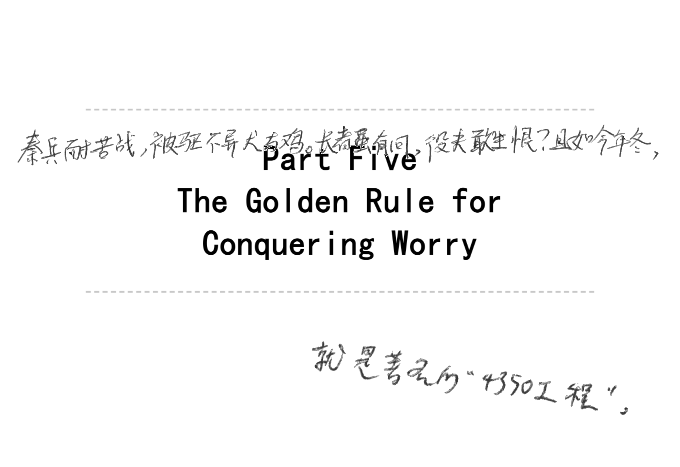 秦兵耐苦战,被驱不异犬与鸡。长者虽有问,役夫敢申恨?且如今年冬,
Part Five
The Golden Rule for
Conquering Worry
就是著名的“4350工程”,